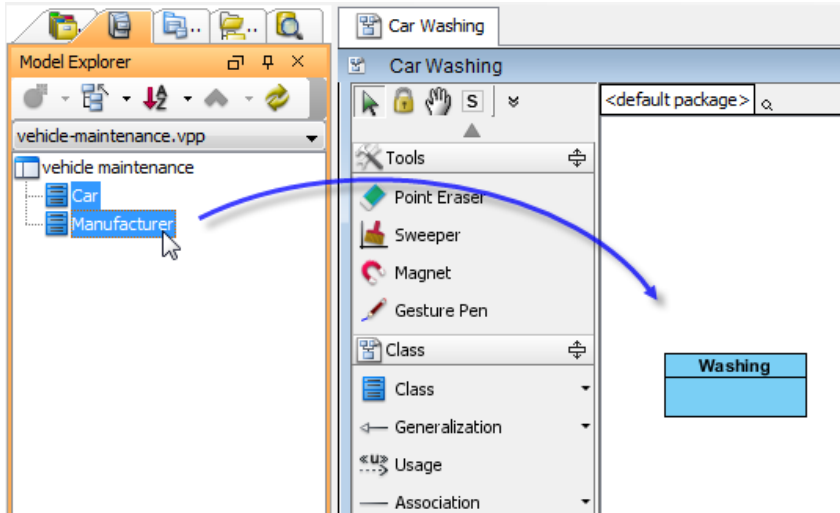 Model Explorer
vehicle-maintenance.vpp
vehicle maintenance
Car
Manufacturer
Car Washing
Car Washing
S
<default package>
Tools
Point Eraser
Sweeper
Magnet
Gesture Pen
Class
Class
Generalization
«U»
Usage
Association
Washing